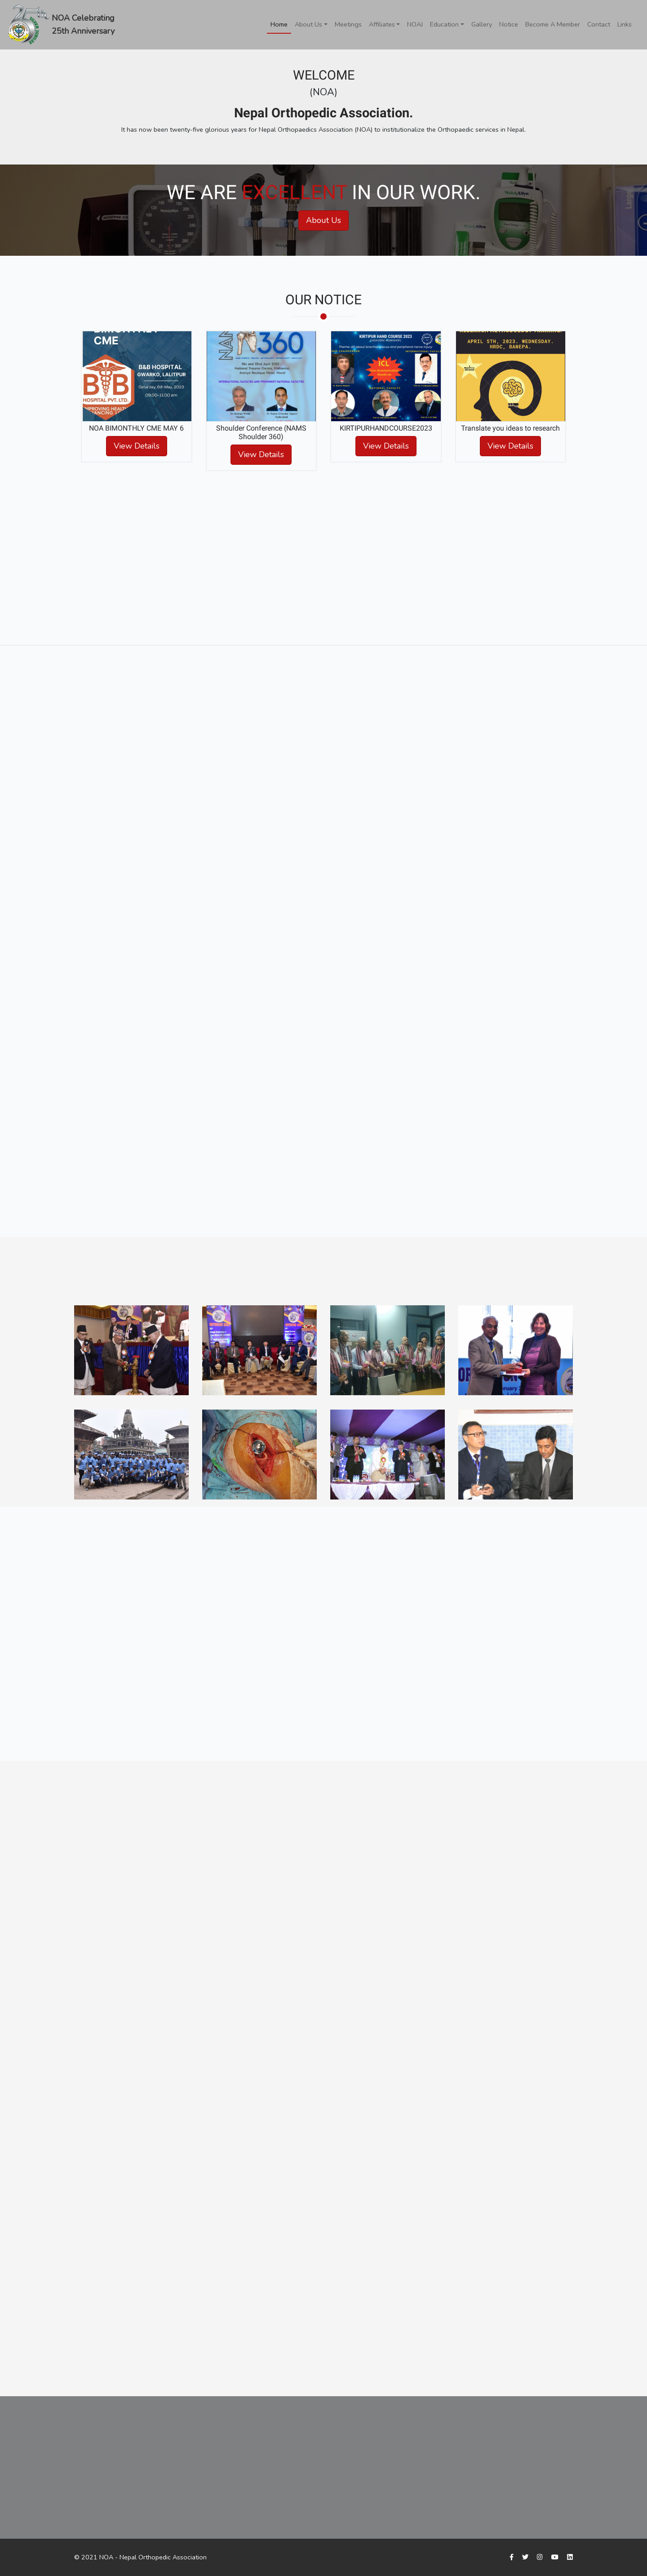 NOA Celebrating
25th Anniversary
Home About Us Meetings Affiliates NOAJ Education Gallery Notice Become A Member Contact Links
WELCOME
(NOA)
Nepal Orthopedic Association.
It has now been twenty-five glorious years for Nepal Orthopaedics Association (NOA) to institutionalize the Orthopaedic services in Nepal.
WE ARE EXCELLENT IN OUR WORK.
About Us
OUR NOTICE
CME
B&B HOSPITAL
GWARKO, LALITPUR
Saturday, 6th May, 2023
HOSPITAL PVT. LTD.
360
KIRTIPUR HAND COURSE 2023
ICL
APRIL 5TH, 2023. WEDNESDAY.
HRDC, BANEPA.
NOA BIMONTHLY CME MAY 6
View Details
Shoulder Conference (NAMS
Shoulder 360)
View Details
KIRTIPURHANDCOURSE2023
View Details
Translate you ideas to research
View Details
© 2021 NOA - Nepal Orthopedic Association